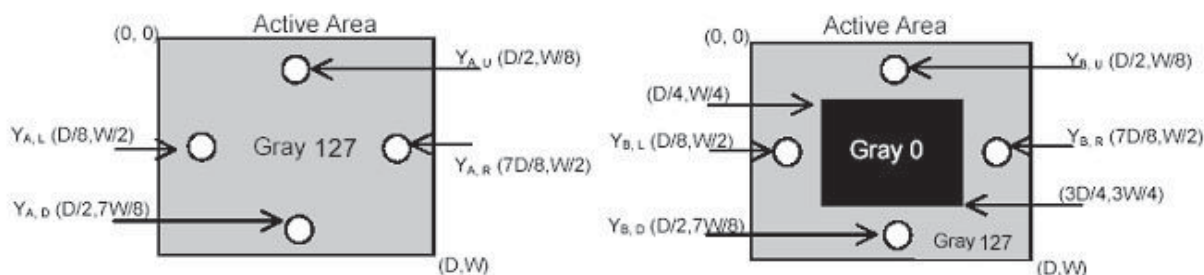 Active Area
(0, 0)
Y_A, U (D/2,W/8)
Y_A, L (D/8,W/2)
Gray 127
Y_A, R (7D/8,W/2)
Y_A, D (D/2,7W/8)
(D,W)
Active Area
(0, 0)
Y_B, U (D/2,W/8)
(D/4,W/4)
Y_B, L (D/8,W/2)
Gray 0
Y_B, R (7D/8,W/2)
(3D/4,3W/4)
Y_B, D (D/2,7W/8)
Gray 127
(D,W)